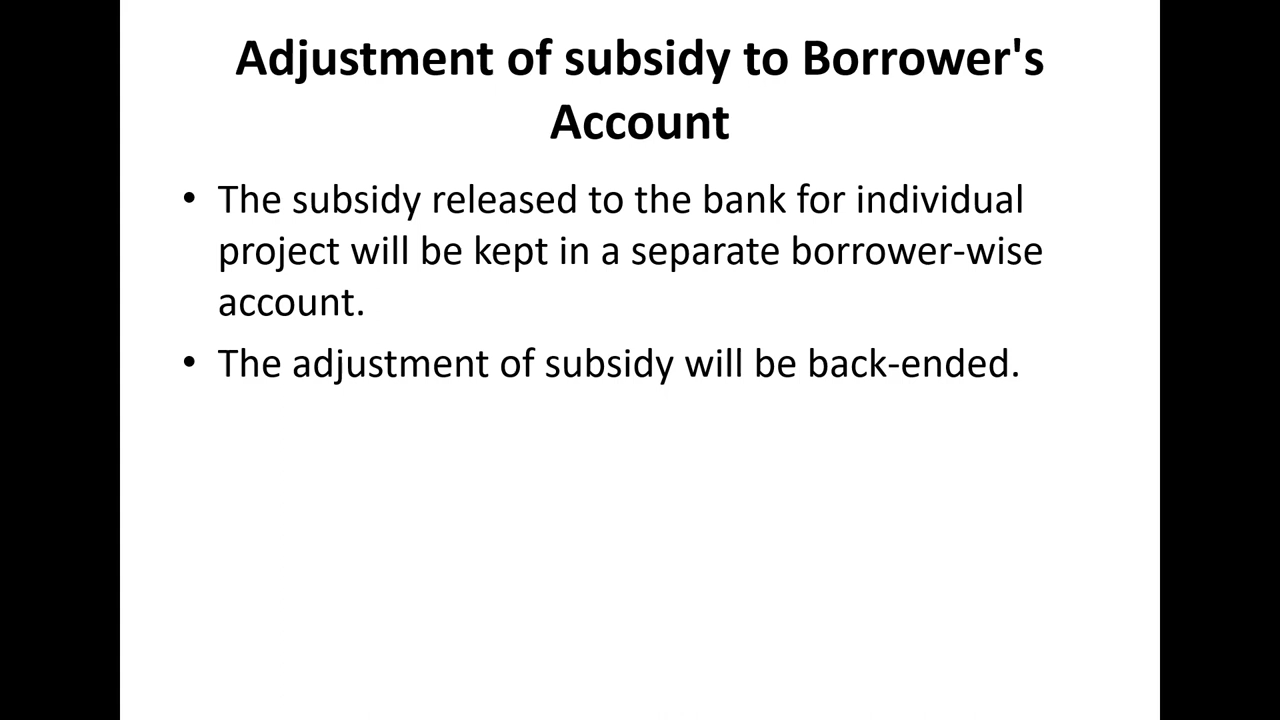 Adjustment of subsidy to Borrower's
Account
• The subsidy released to the bank for individual
project will be kept in a separate borrower-wise
account.
• The adjustment of subsidy will be back-ended.